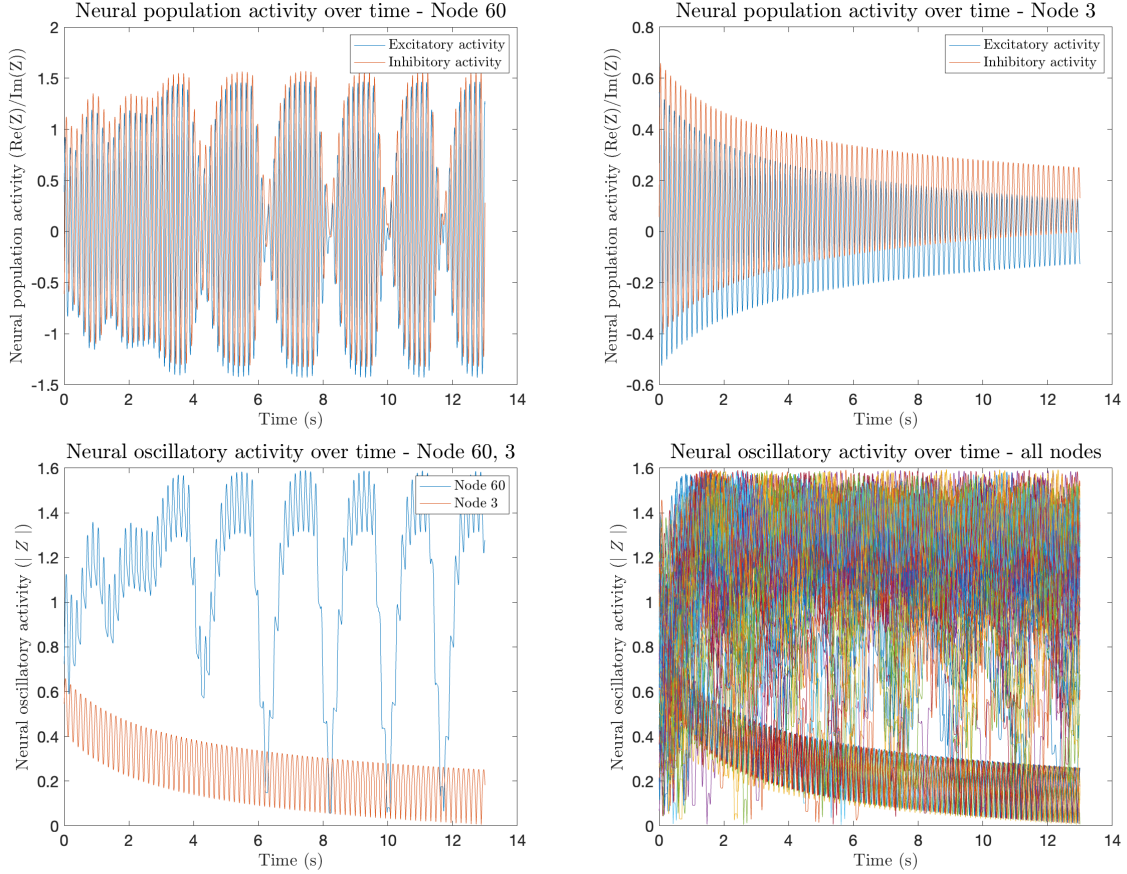 Neural population activity over time - Node 60
Neural population activity (Re(Z)/Im(Z))
2
1.5
1
0.5
0
-0.5
-1
-1.5
Excitatory activity
Inhibitory activity
0 2 4 6 8 10 12 14
Time (s)
Neural population activity over time - Node 3
Neural population activity (Re(Z)/Im(Z))
0.8
0.6
0.4
0.2
0
-0.2
-0.4
-0.6
Excitatory activity
Inhibitory activity
0 2 4 6 8 10 12 14
Time (s)
Neural oscillatory activity over time - Node 60, 3
Neural oscillatory activity (| Z |)
1.6
1.4
1.2
1
0.8
0.6
0.4
0.2
0
Node 60
Node 3
0 2 4 6 8 10 12 14
Time (s)
Neural oscillatory activity over time - all nodes
Neural oscillatory activity (| Z |)
1.6
1.4
1.2
1
0.8
0.6
0.4
0.2
0
0 2 4 6 8 10 12 14
Time (s)